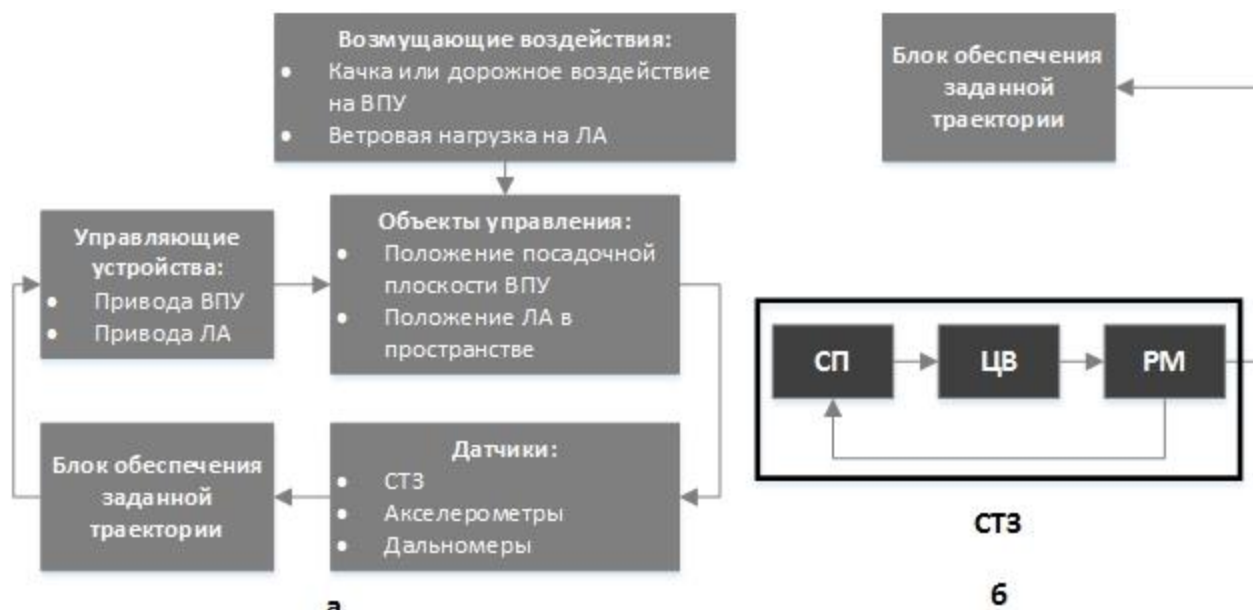 Возмущающие воздействия:
• Качка или дорожное воздействие
на ВПУ
• Ветровая нагрузка на ЛА
Управляющие
устройства:
• Привода ВПУ
• Привода ЛА
Объекты управления:
• Положение посадочной
плоскости ВПУ
• Положение ЛА в
пространстве
Блок обеспечения
заданной
траектории
Датчики:
• СТЗ
• Акселерометры
• Дальномеры
а
Блок обеспечения
заданной
траектории
СП
ЦВ
РМ
СТЗ
б